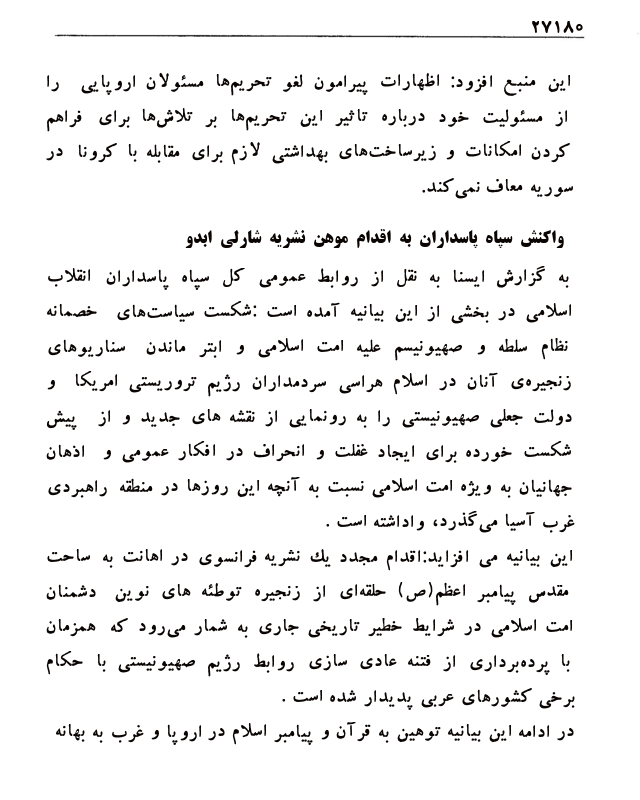 ۲۷۱۸۰
این منبع افزود: اظهارات پیرامون لغو تحریم‌ها مسئولان اروپایی را
از مسئولیت خود درباره تاثیر این تحریم‌ها بر تلاش‌ها برای فراهم
کردن امکانات و زیرساخت‌های بهداشتی لازم برای مقابله با کرونا در
سوریه معاف نمی‌کند.
واکنش سپاه پاسداران به اقدام موهن نشریه شارلی ابدو
به گزارش ایسنا به نقل از روابط عمومی کل سپاه پاسداران انقلاب
اسلامی در بخشی از این بیانیه آمده است :شکست سیاست‌های خصمانه
نظام سلطه و صهیونیسم علیه امت اسلامی و ابتر ماندن سناریوهای
زنجیره‌ی آنان در اسلام هراسی سردمداران رژیم تروریستی امریکا و
دولت جعلی صهیونیستی را به رونمایی از نقشه های جدید و از پیش
شکست خورده برای ایجاد غفلت و انحراف در افکار عمومی و اذهان
جهانیان به ویژه امت اسلامی نسبت به آنچه این روزها در منطقه راهبردی
غرب آسیا می‌گذرد، واداشته است .
این بیانیه می افزاید:اقدام مجدد یك نشریه فرانسوی در اهانت به ساحت
مقدس پیامبر اعظم(ص) حلقه‌ای از زنجیره توطئه های نوین دشمنان
امت اسلامی در شرایط خطیر تاریخی جاری به شمار می‌رود که همزمان
با پرده‌برداری از فتنه عادی سازی روابط رژیم صهیونیستی با حکام
برخی کشورهای عربی پدیدار شده است .
در ادامه این بیانیه توهین به قرآن و پیامبر اسلام در اروپا و غرب به بهانه